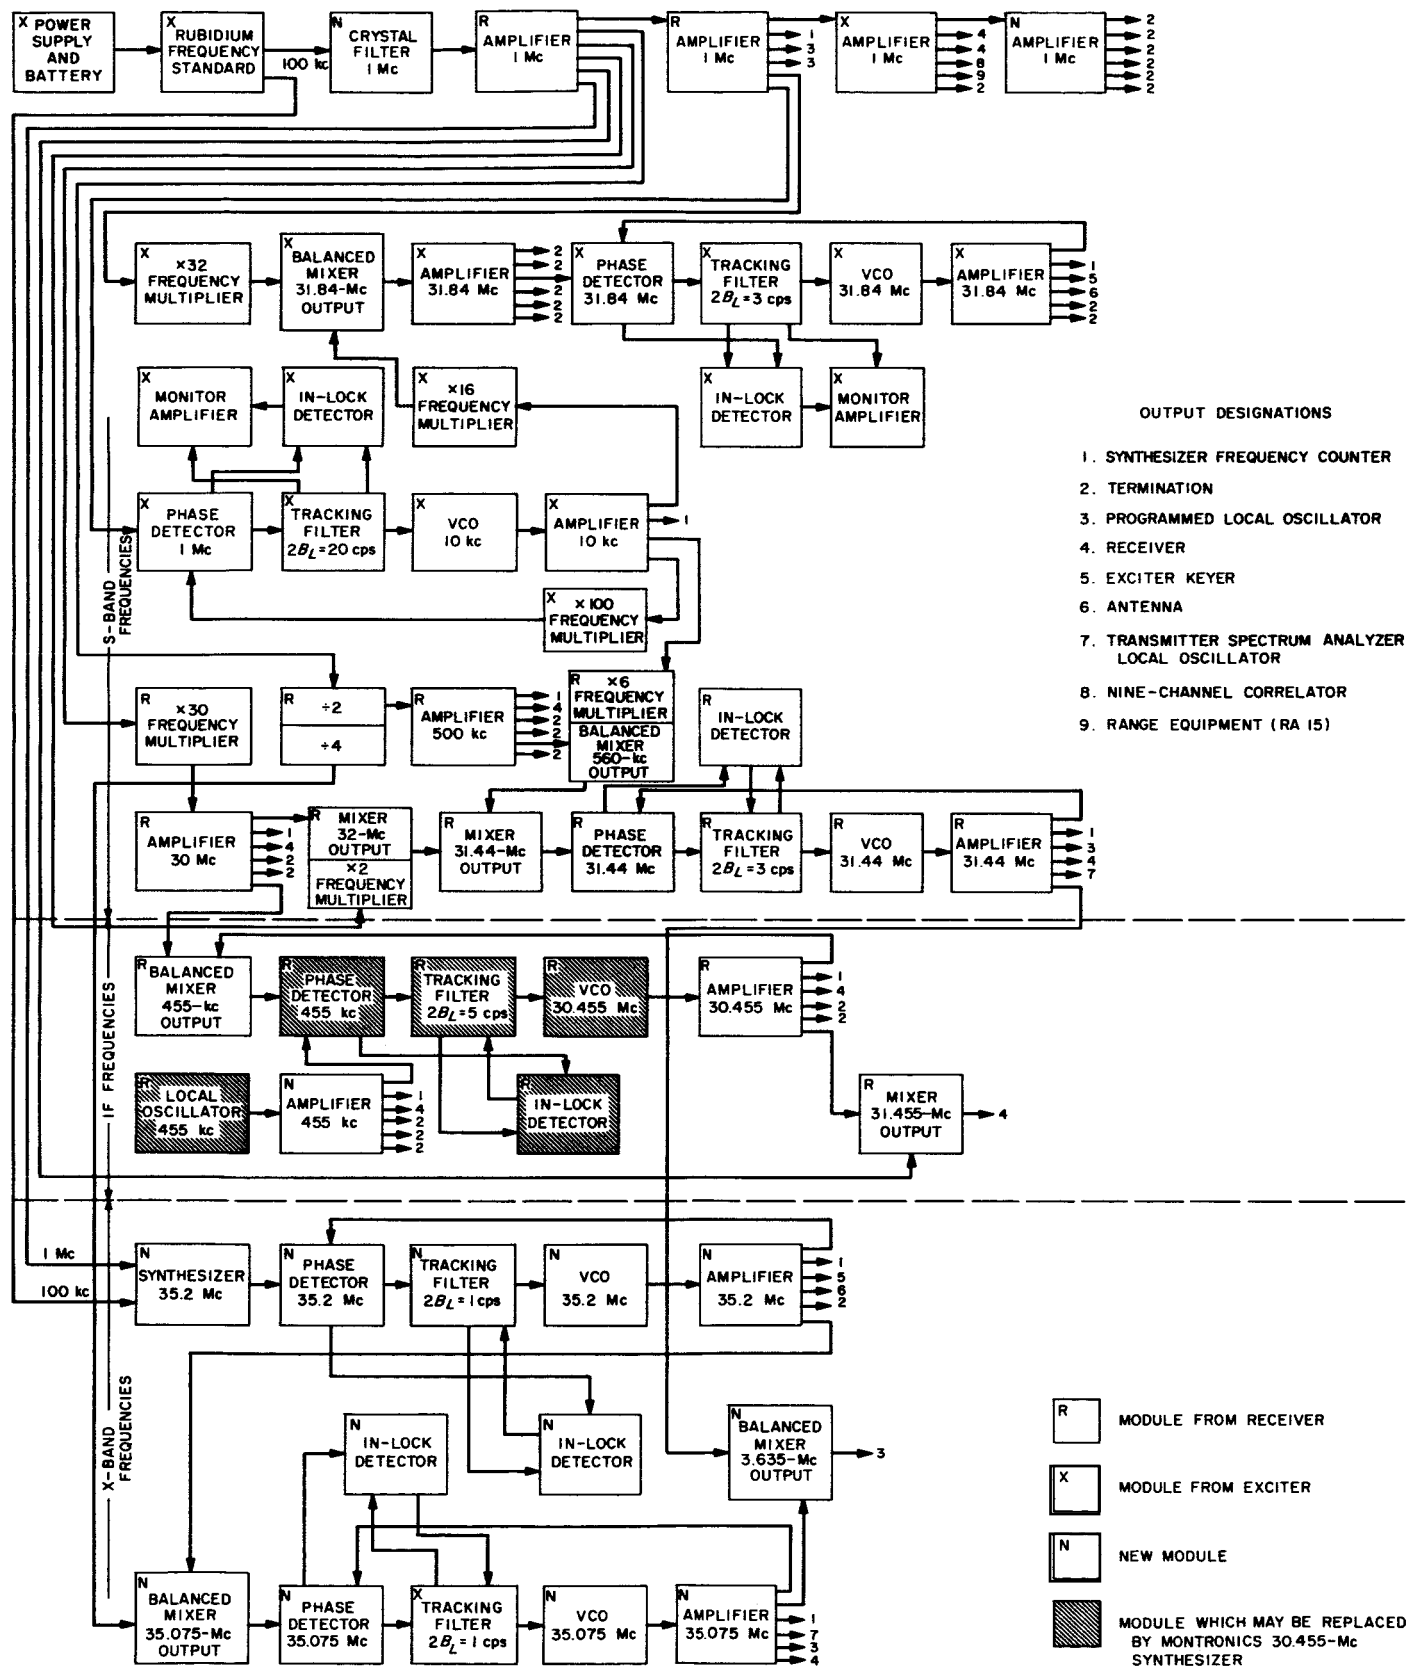 X POWER SUPPLY AND BATTERY
X RUBIDIUM FREQUENCY STANDARD
100 kc
N CRYSTAL FILTER 1 Mc
R AMPLIFIER 1 Mc
R AMPLIFIER 1 Mc
1
3
3
X AMPLIFIER 1 Mc
4
4
8
9
2
N AMPLIFIER 1 Mc
2
2
2
2
2
2
X ×32 FREQUENCY MULTIPLIER
X BALANCED MIXER 31.84-Mc OUTPUT
X AMPLIFIER 31.84 Mc
2
2
2
2
2
X PHASE DETECTOR 31.84 Mc
X TRACKING FILTER 2BL=3 cps
X VCO 31.84 Mc
X AMPLIFIER 31.84 Mc
1
5
6
2
2
X MONITOR AMPLIFIER
X IN-LOCK DETECTOR
X ×16 FREQUENCY MULTIPLIER
X IN-LOCK DETECTOR
X MONITOR AMPLIFIER
X PHASE DETECTOR 1 Mc
X TRACKING FILTER 2BL=20 cps
X VCO 10 kc
X AMPLIFIER 10 kc
1
X ×100 FREQUENCY MULTIPLIER
S-BAND FREQUENCIES
R ×30 FREQUENCY MULTIPLIER
R ÷2
÷4
R AMPLIFIER 500 kc
1
4
2
2
2
R ×6 FREQUENCY MULTIPLIER
BALANCED MIXER 560-kc OUTPUT
R IN-LOCK DETECTOR
R AMPLIFIER 30 Mc
1
4
2
2
R MIXER 32-Mc OUTPUT
×2 FREQUENCY MULTIPLIER
R MIXER 31.44-Mc OUTPUT
R PHASE DETECTOR 31.44 Mc
R TRACKING FILTER 2BL=3 cps
R VCO 31.44 Mc
R AMPLIFIER 31.44 Mc
1
3
4
7
IF FREQUENCIES
R BALANCED MIXER 455-kc OUTPUT
R PHASE DETECTOR 455 kc
R TRACKING FILTER 2BL=5 cps
R VCO 30.455 Mc
R AMPLIFIER 30.455 Mc
1
4
2
2
R LOCAL OSCILLATOR 455 kc
N AMPLIFIER 455 kc
1
4
2
2
2
R IN-LOCK DETECTOR
R MIXER 31.455-Mc OUTPUT
4
X-BAND FREQUENCIES
1 Mc
100 kc
N SYNTHESIZER 35.2 Mc
N PHASE DETECTOR 35.2 Mc
N TRACKING FILTER 2BL=1 cps
N VCO 35.2 Mc
N AMPLIFIER 35.2 Mc
1
5
6
2
N IN-LOCK DETECTOR
N IN-LOCK DETECTOR
N BALANCED MIXER 3.635-Mc OUTPUT
3
N BALANCED MIXER 35.075-Mc OUTPUT
N PHASE DETECTOR 35.075 Mc
X TRACKING FILTER 2BL=1 cps
N VCO 35.075 Mc
N AMPLIFIER 35.075 Mc
1
7
3
4
OUTPUT DESIGNATIONS
1. SYNTHESIZER FREQUENCY COUNTER
2. TERMINATION
3. PROGRAMMED LOCAL OSCILLATOR
4. RECEIVER
5. EXCITER KEYER
6. ANTENNA
7. TRANSMITTER SPECTRUM ANALYZER
LOCAL OSCILLATOR
8. NINE-CHANNEL CORRELATOR
9. RANGE EQUIPMENT (RA 15)
R MODULE FROM RECEIVER
X MODULE FROM EXCITER
N NEW MODULE
MODULE WHICH MAY BE REPLACED
BY MONTRONICS 30.455-Mc
SYNTHESIZER